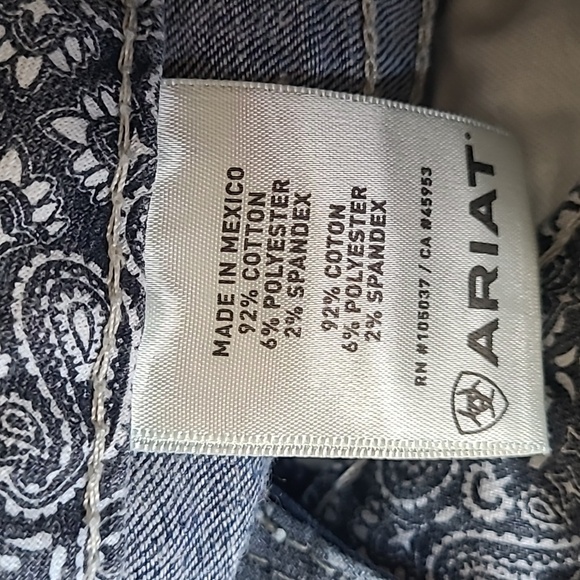 MADE IN MEXICO
92% COTTON
6% POLYESTER
2% SPANDEX
92% COTON
6% POLYESTER
2% SPANDEX
RN #105037 / CA #45953
ARIAT